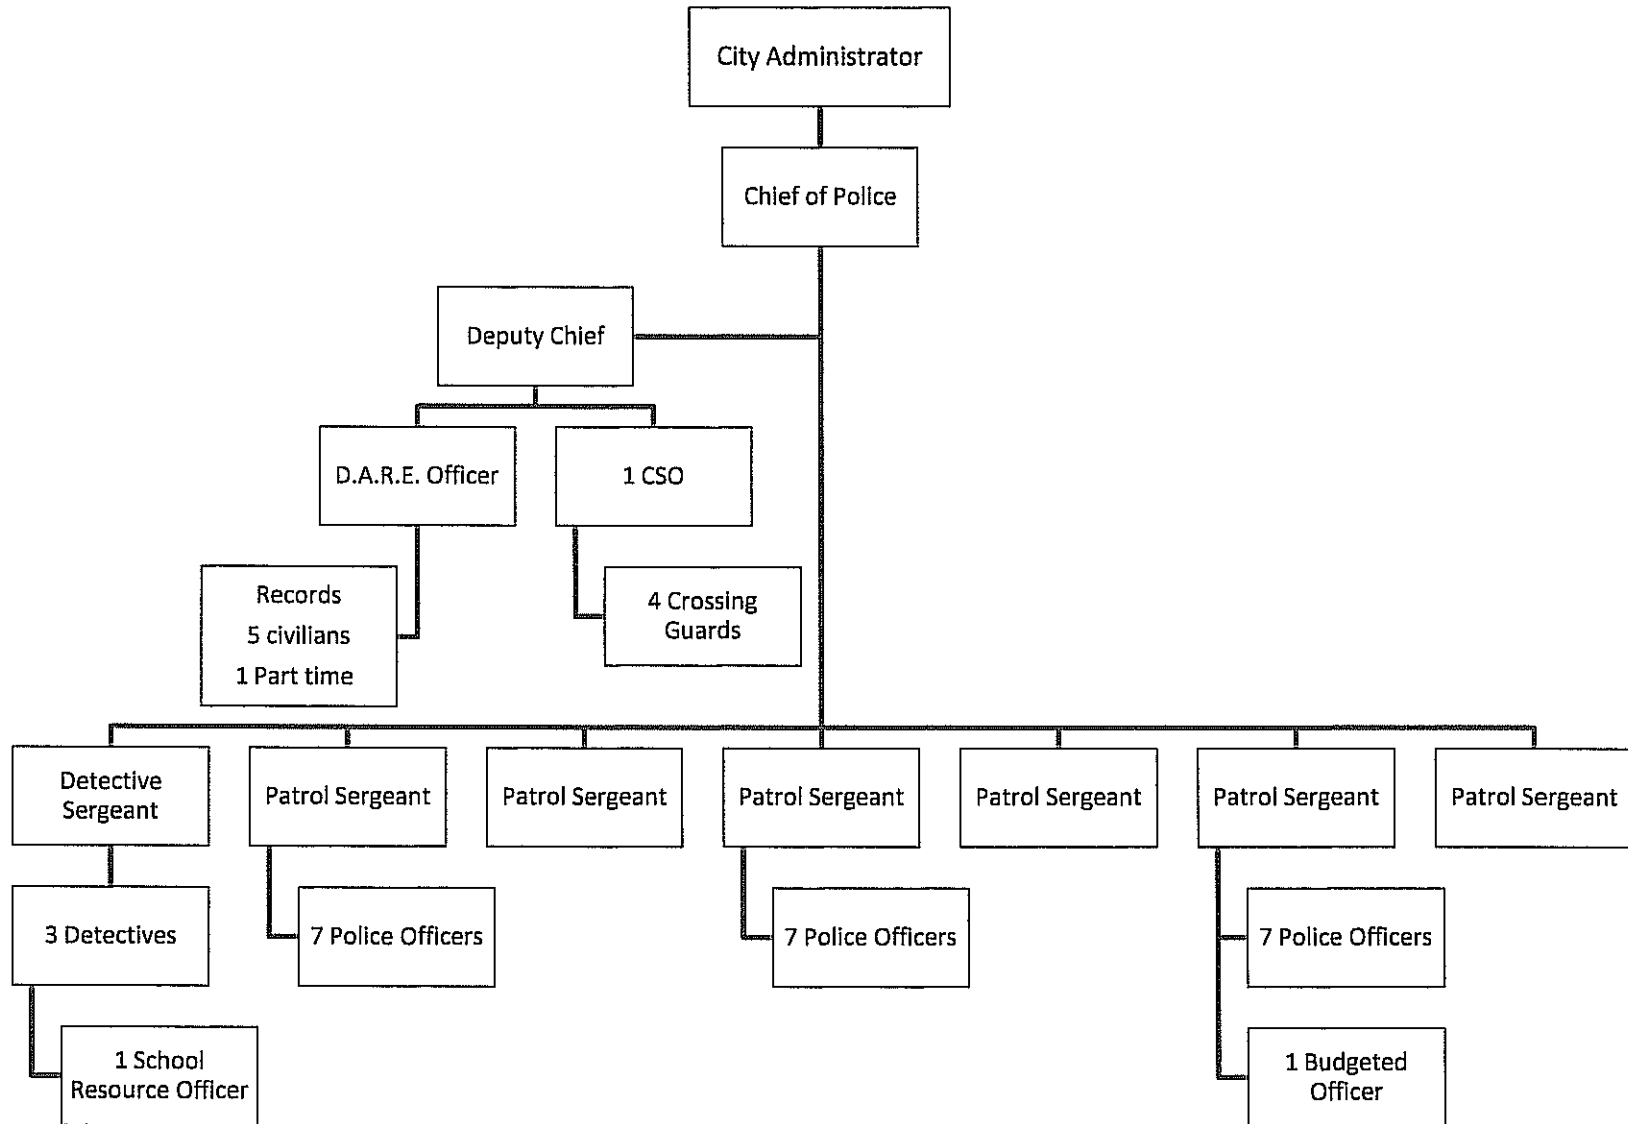 City Administrator
Chief of Police
Deputy Chief
D.A.R.E. Officer
1 CSO
Records
5 civilians
1 Part time
4 Crossing
Guards
Detective
Sergeant
Patrol Sergeant
Patrol Sergeant
Patrol Sergeant
Patrol Sergeant
Patrol Sergeant
Patrol Sergeant
3 Detectives
7 Police Officers
7 Police Officers
7 Police Officers
1 School
Resource Officer
1 Budgeted
Officer